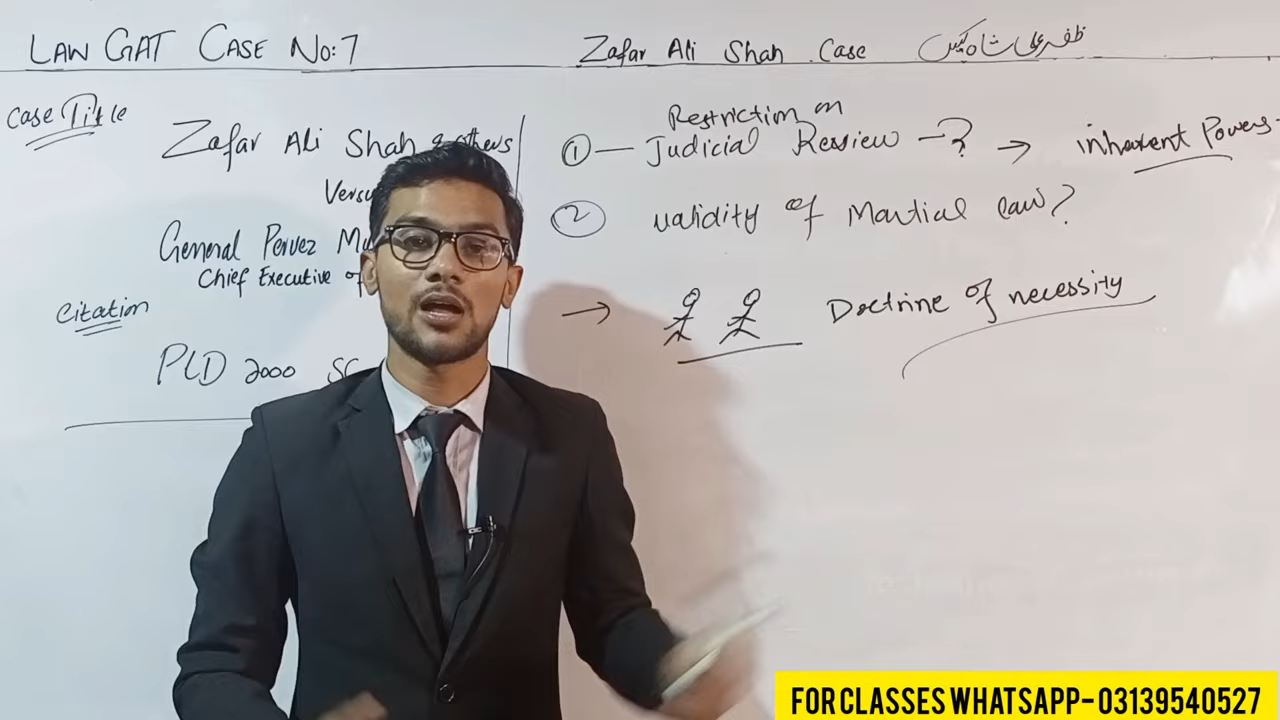 LAW GAT CASE No: 7
Zafar Ali Shah Case ظفر علی شاہ کیس
Case Title
Zafar Ali Shah & others
Versu
General Pervez Mu
Chief Executive of
Citation
PLD 2000 SC
Restriction on
① — Judicial Review — ? → inherent Powers.
② validity of Martial law?
→ Doctrine of necessity
FOR CLASSES WHATSAPP- 03139540527